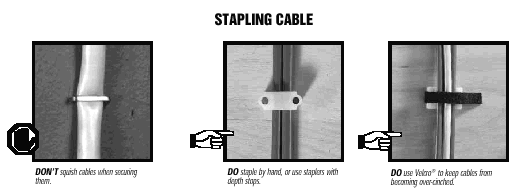 STAPLING CABLE
DON'T squish cables when securing
them.
DO staple by hand, or use staplers with
depth stops.
DO use Velcro® to keep cables from
becoming over-cinched.